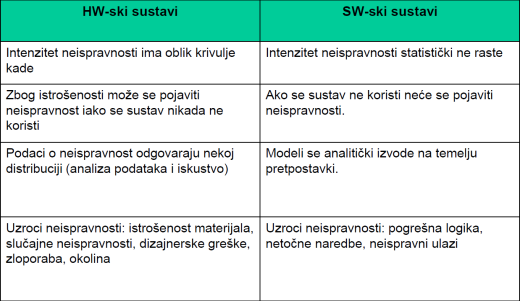 HW-ski sustavi
SW-ski sustavi
Intenzitet neispravnosti ima oblik krivulje
kade
Intenzitet neispravnosti statistički ne raste
Zbog istrošenosti može se pojaviti
neispravnost iako se sustav nikada ne
koristi
Ako se sustav ne koristi neće se pojaviti
neispravnosti.
Podaci o neispravnost odgovaraju nekoj
distribuciji (analiza podataka i iskustvo)
Modeli se analitički izvode na temelju
pretpostavki.
Uzroci neispravnosti: istrošenost materijala,
slučajne neispravnosti, dizajnerske greške,
zloporaba, okolina
Uzroci neispravnosti: pogrešna logika,
netočne naredbe, neispravni ulazi